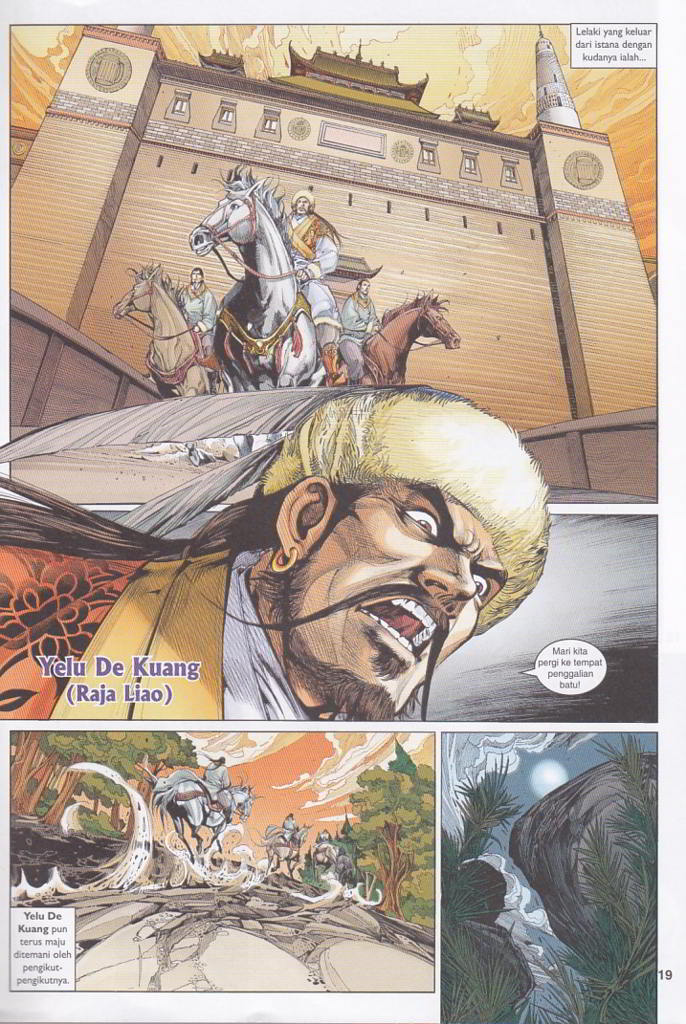 Lelaki yang keluar
dari istana dengan
kudanya ialah...
Yelu De Kuang
(Raja Liao)
Mari kita
pergi ke tempat
penggalian
batu!
Yelu De
Kuang pun
terus maju
ditemani oleh
pengikut-
pengikutnya.
19